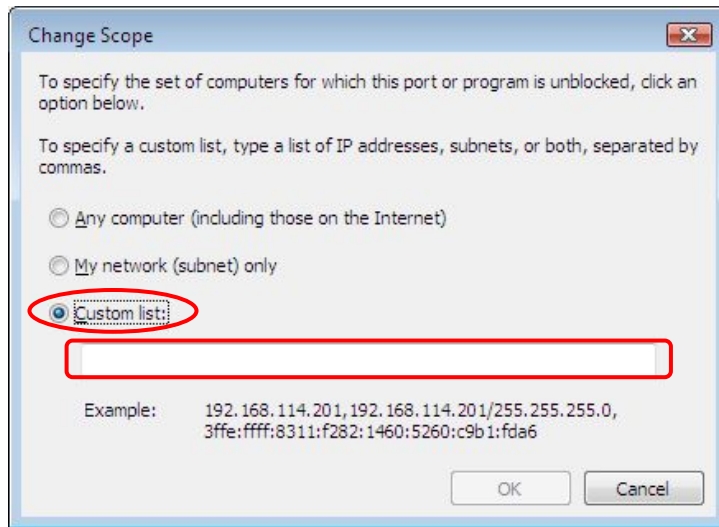 Change Scope
To specify the set of computers for which this port or program is unblocked, click an
option below.
To specify a custom list, type a list of IP addresses, subnets, or both, separated by
commas.
Any computer (including those on the Internet)
My network (subnet) only
Custom list:
Example: 192.168.114.201,192.168.114.201/255.255.255.0,
3ffe:ffff:8311:f282:1460:5260:c9b1:fda6
OK Cancel